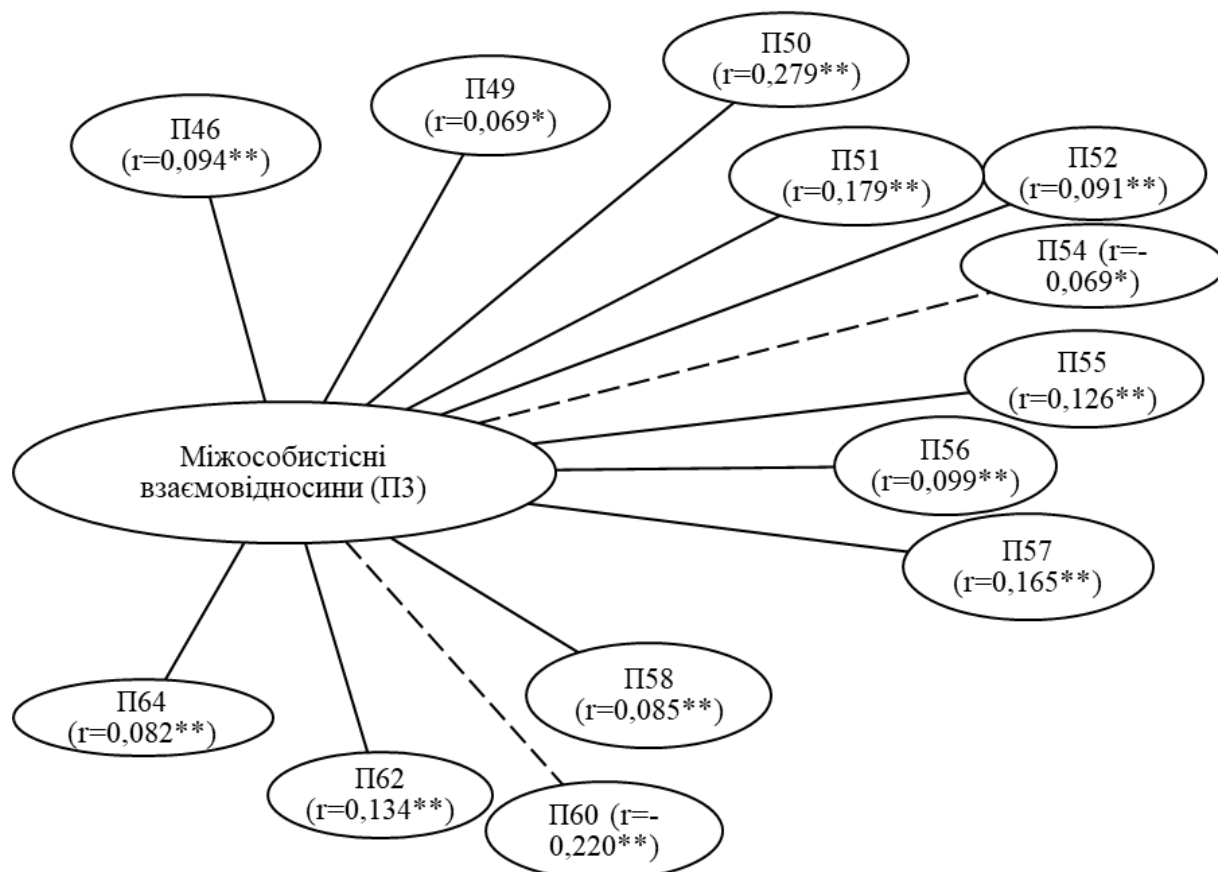 П50
(r=0,279**)
П49
(r=0,069*)
П46
(r=0,094**)
П51
(r=0,179**)
П52
(r=0,091**)
П54 (r=-
0,069*)
П55
(r=0,126**)
П56
(r=0,099**)
Міжособистісні
взаємовідносини (П3)
П57
(r=0,165**)
П58
(r=0,085**)
П64
(r=0,082**)
П62
(r=0,134**)
П60 (r=-
0,220**)